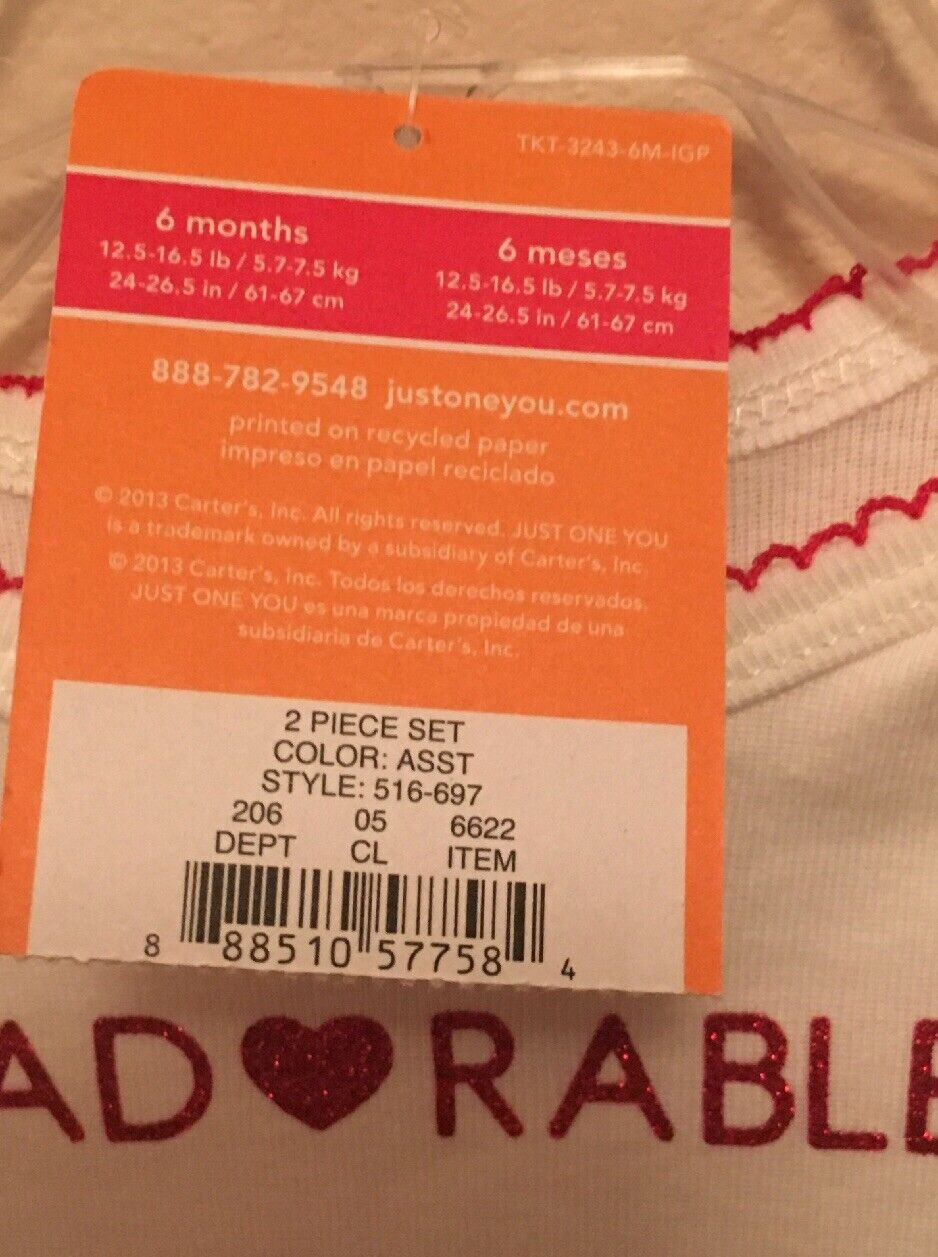 TKT-3243-6M-IGP
6 months
12.5-16.5 lb / 5.7-7.5 kg
24-26.5 in / 61-67 cm
6 meses
12.5-16.5 lb / 5.7-7.5 kg
24-26.5 in / 61-67 cm
888-782-9548 justoneyou.com
printed on recycled paper
impreso en papel reciclado
© 2013 Carter's, Inc. All rights reserved. JUST ONE YOU
is a trademark owned by a subsidiary of Carter's, Inc.
© 2013 Carter's, Inc. Todos los derechos reservados.
JUST ONE YOU es una marca propiedad de una
subsidiaria de Carter's, Inc.
2 PIECE SET
COLOR: ASST
STYLE: 516-697
206 05 6622
DEPT CL ITEM
8 88510 57758 4
AD♥RABLE